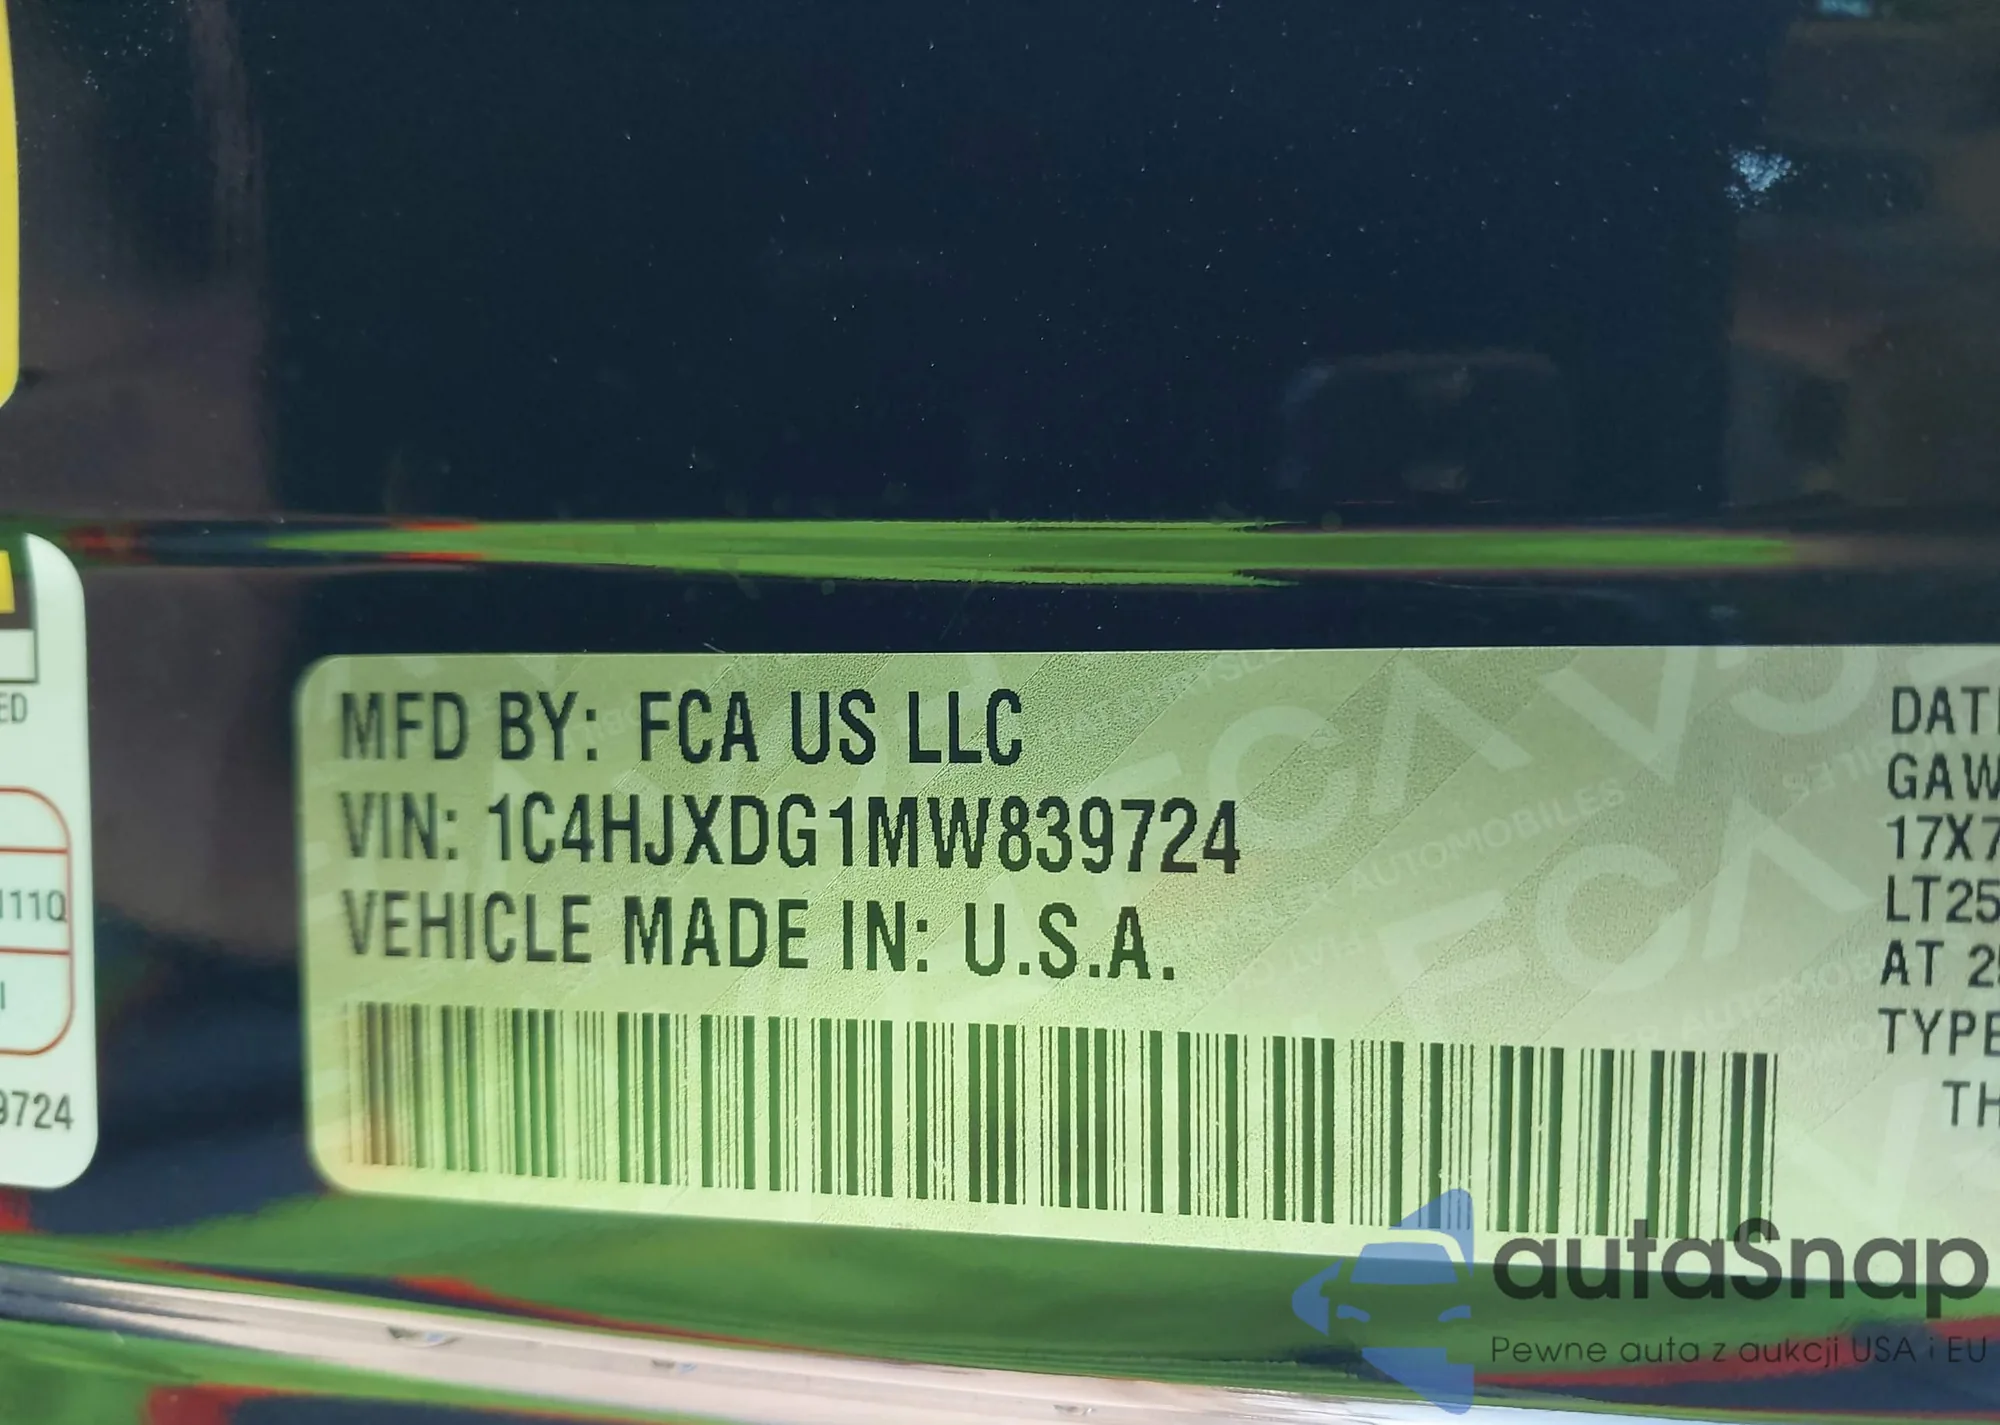 ED
111Q
9724
MFD BY: FCA US LLC
VIN: 1C4HJXDG1MW839724
VEHICLE MADE IN: U.S.A.
DAT
GAW
17X7
LT25
AT 2
TYPE
TH
autaSnap
Pewne auta z aukcji USA i EU